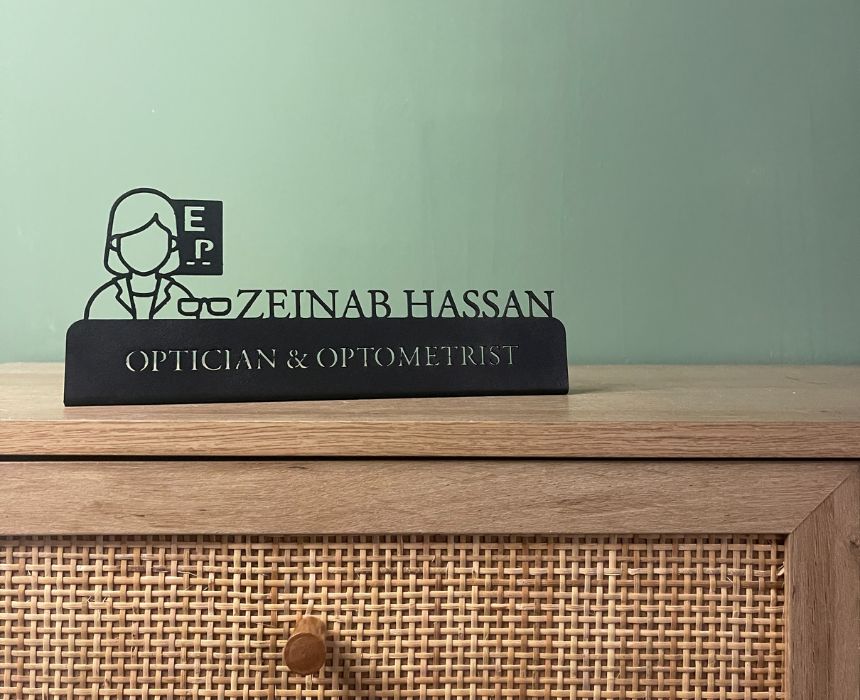 E
P
ZEINAB HASSAN
OPTICIAN & OPTOMETRIST